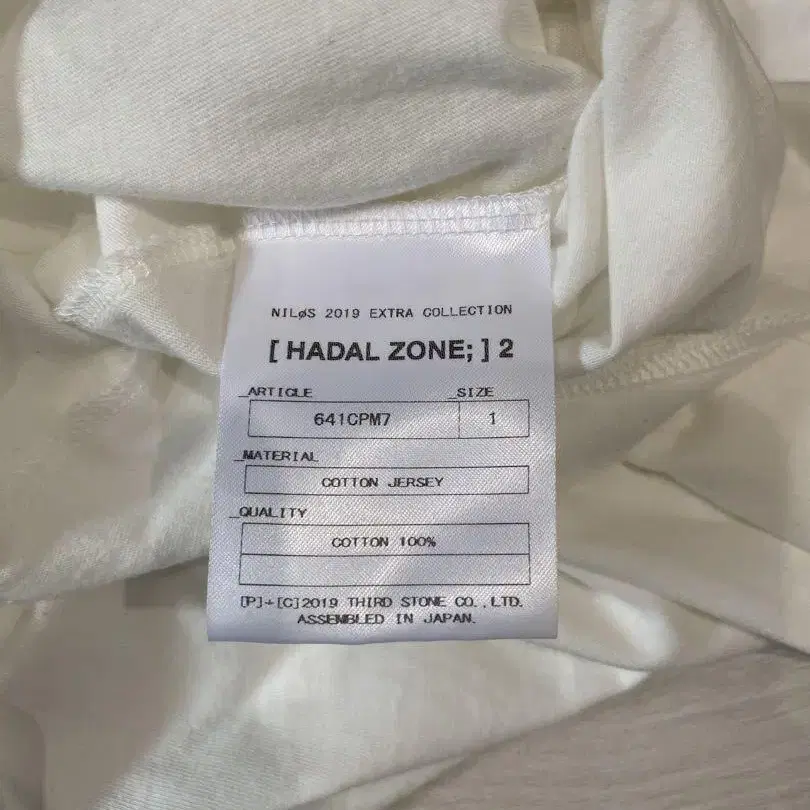 NILøS 2019 EXTRA COLLECTION
[ HADAL ZONE; ] 2
_ARTICLE _SIZE
641CPM7 1
_MATERIAL
COTTON JERSEY
_QUALITY
COTTON 100%
[P]+[C]2019 THIRD STONE CO.,LTD.
ASSEMBLED IN JAPAN.